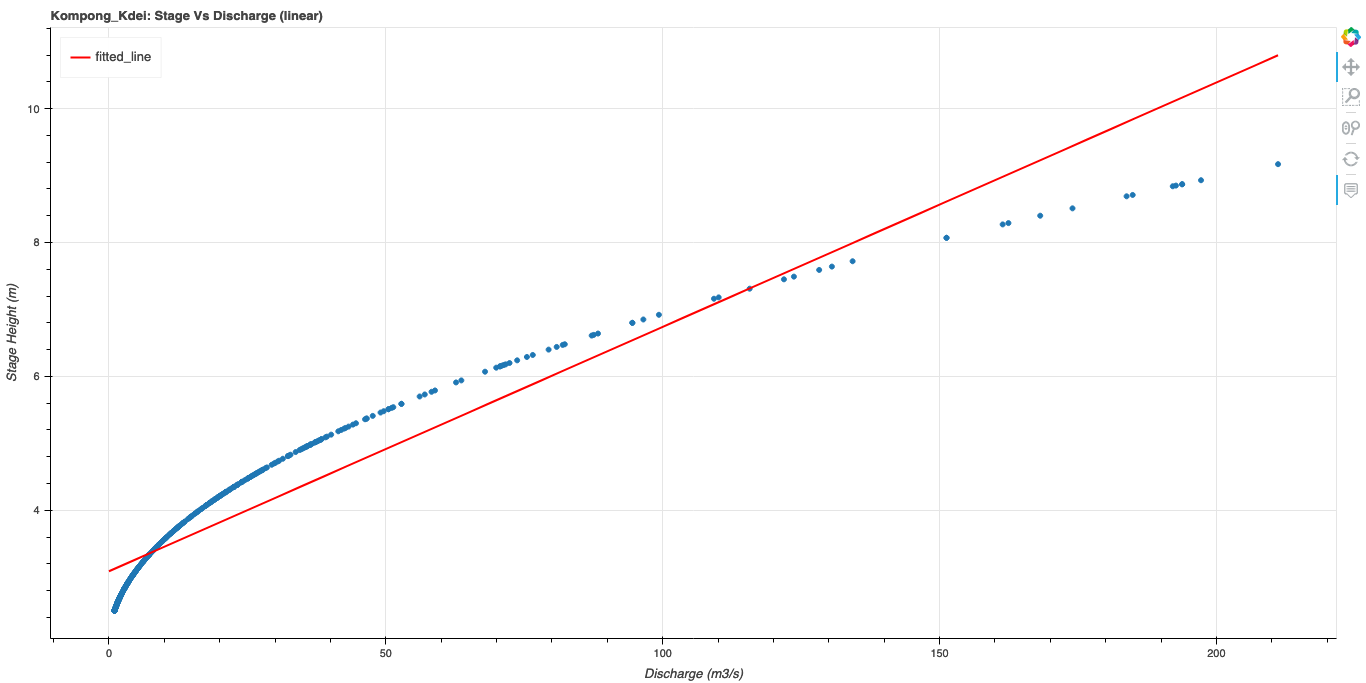 Kompong_Kdei: Stage Vs Discharge (linear)
fitted_line
10
8
6
4
Stage Height (m)
0 50 100 150 200
Discharge (m3/s)